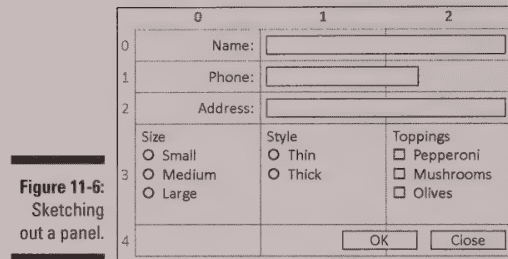 0 1 2
0 Name:
1 Phone:
2 Address:
3
Size
Small
Medium
Large
Style
Thin
Thick
Toppings
Pepperoni
Mushrooms
Olives
4 OK Close
Figure 11-6:
Sketching
out a panel.